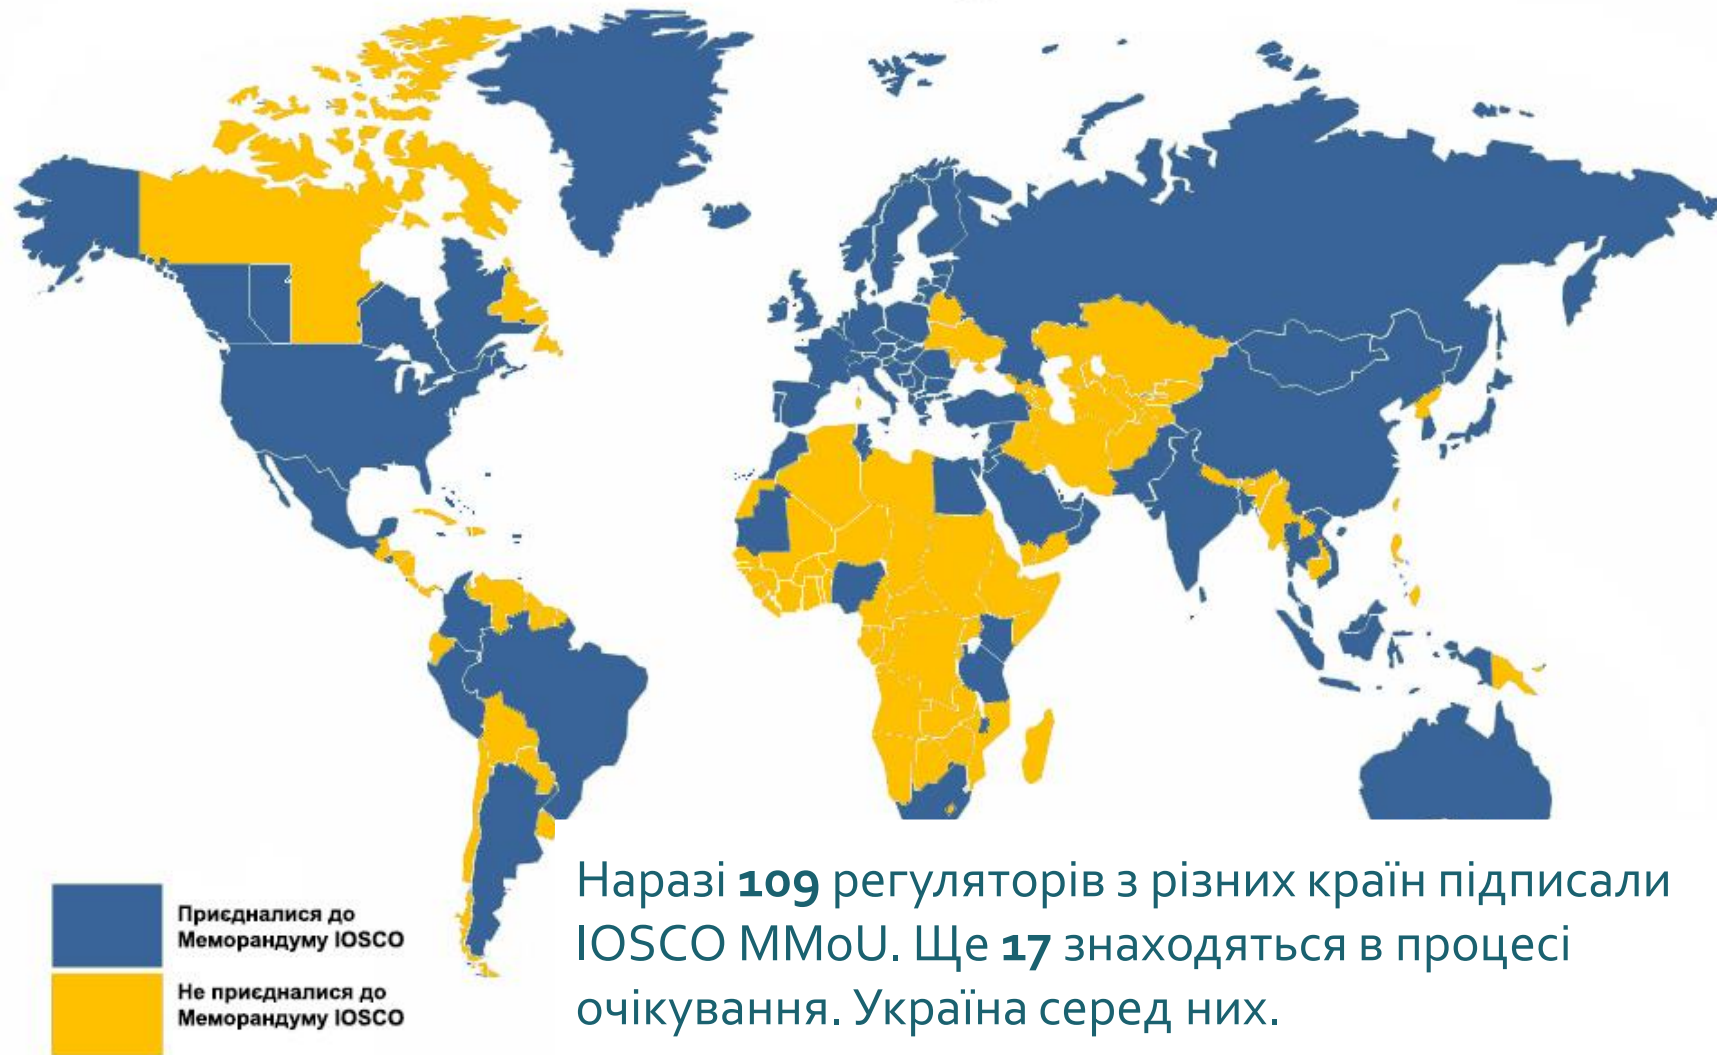 Приєдналися до
Меморандуму IOSCO
Не приєдналися до
Меморандуму IOSCO
Наразі 109 регуляторів з різних країн підписали
IOSCO MMoU. Ще 17 знаходяться в процесі
очікування. Україна серед них.